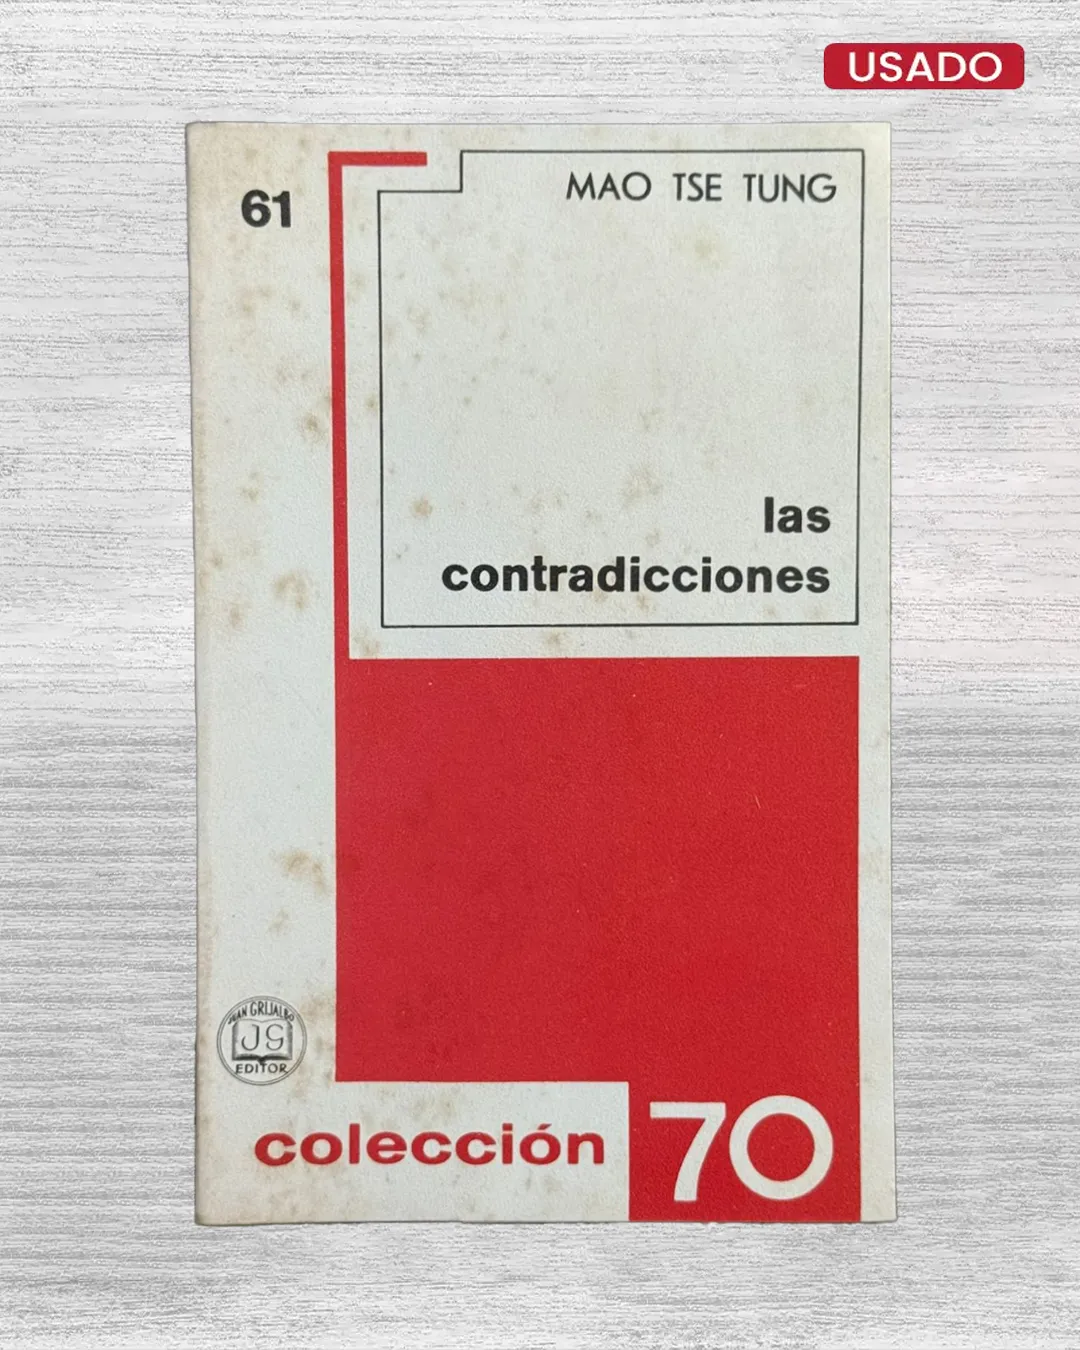 USADO
61
MAO TSE TUNG
las
contradicciones
JUAN GRIJALBO
JG
EDITOR
colección 70